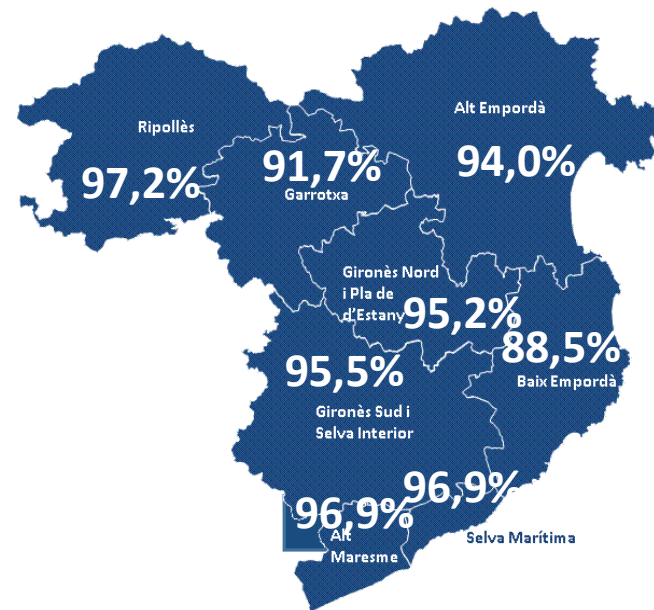 Ripollès
97,2%
91,7%
Garrotxa
Alt Empordà
94,0%
Gironès Nord
i Pla de
d’Estany
95,2%
88,5%
Baix Empordà
95,5%
Gironès Sud i
Selva Interior
96,9%
Selva Marítima
96,9%
Alt
Maresme